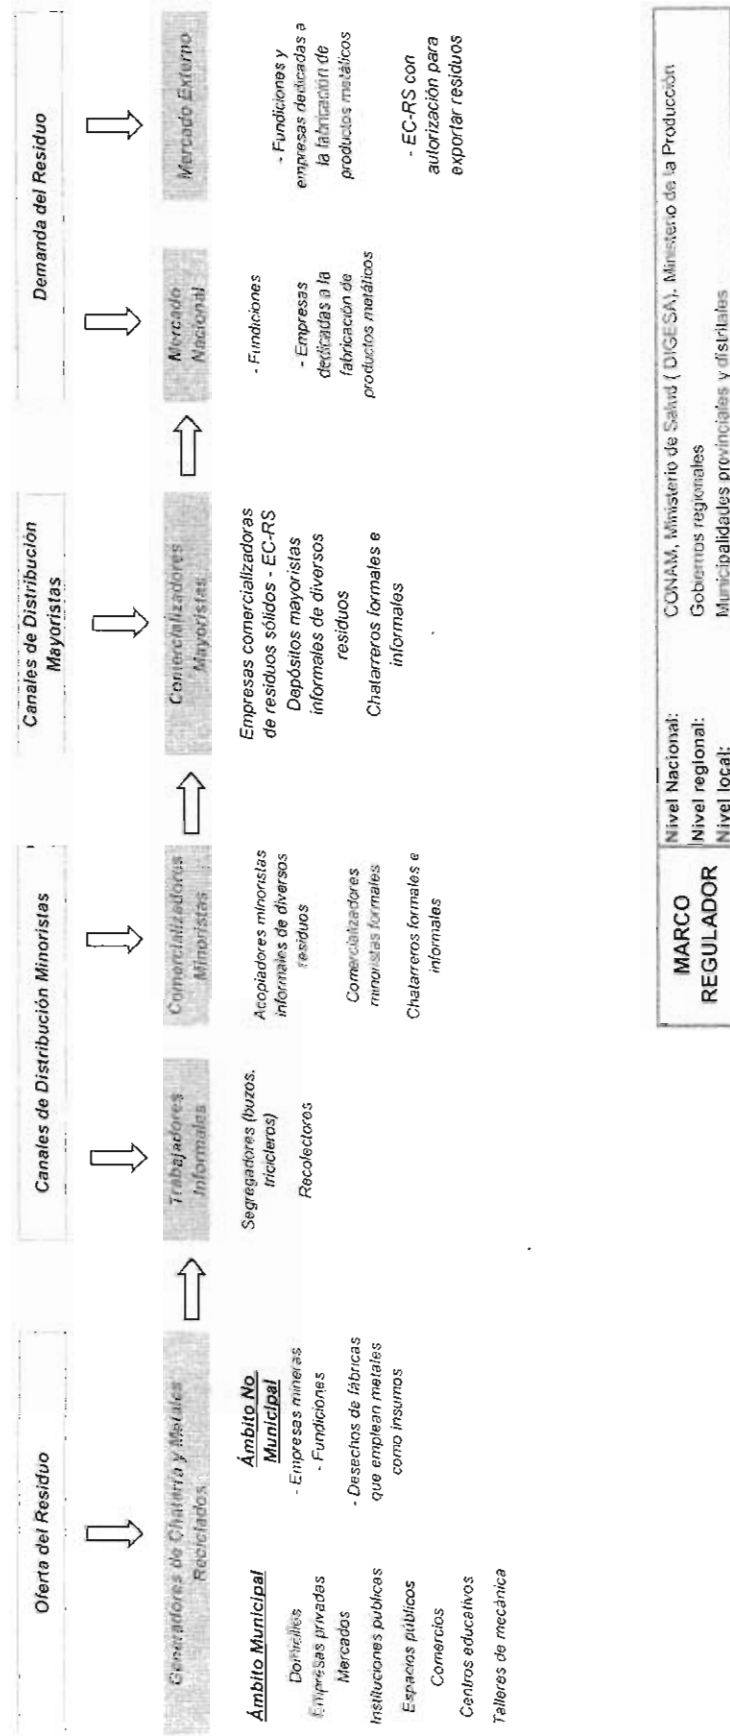 Oferta del Residuo
Canales de Distribución Minoristas
Canales de Distribución
Mayoristas
Demanda del Residuo
Generadores de Chatarra y Metales
Reciclados
Trabajadores
Informales
Comercializadores
Minoristas
Comercializadores
Mayoristas
Mercado
Nacional
Mercado Externo
Ámbito Municipal
Domicilios
Empresas privadas
Mercados
Instituciones publicas
Espacios públicos
Comercios
Centros educativos
Talleres de mecánica
Ámbito No
Municipal
- Empresas mineras
- Fundiciones
- Desechos de fábricas
que emplean metales
como insumos
Segregadores (buzos,
tricicleros)
Recolectores
Acopiadores minoristas
informales de diversos
residuos
Comercializadores
minoristas formales
Chatarreros formales e
informales
Empresas comercializadoras
de residuos sólidos - EC-RS
Depósitos mayoristas
informales de diversos
residuos
Chatarreros formales e
informales
- Fundiciones
- Empresas
dedicadas a la
fabricación de
productos metálicos
- Fundiciones y
empresas dedicadas a
la fabricación de
productos metálicos
- EC-RS con
autorización para
exportar residuos
MARCO
REGULADOR
Nivel Nacional: CONAM, Ministerio de Salud ( DIGESA), Ministerio de la Producción
Nivel regional: Gobiernos regionales
Nivel local: Municipalidades provinciales y distritales